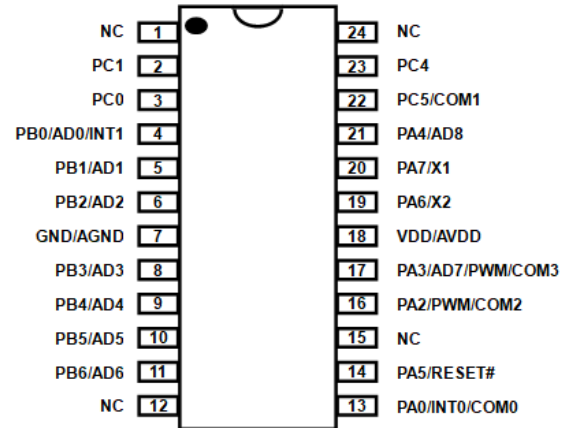 NC 1 24 NC
PC1 2 23 PC4
PC0 3 22 PC5/COM1
PB0/AD0/INT1 4 21 PA4/AD8
PB1/AD1 5 20 PA7/X1
PB2/AD2 6 19 PA6/X2
GND/AGND 7 18 VDD/AVDD
PB3/AD3 8 17 PA3/AD7/PWM/COM3
PB4/AD4 9 16 PA2/PWM/COM2
PB5/AD5 10 15 NC
PB6/AD6 11 14 PA5/RESET#
NC 12 13 PA0/INT0/COM0